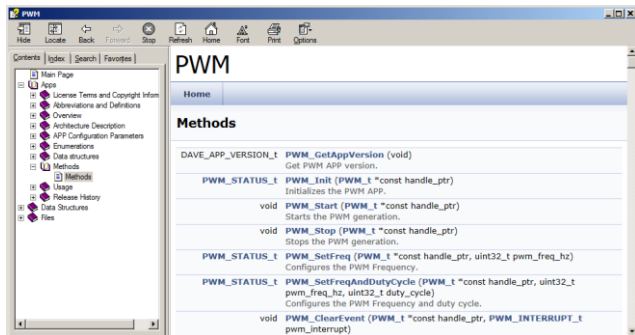 PWM
Hide Locate Back Forward Stop Refresh Home Font Print Options
Contents Index Search Favorites
Main Page
Apps
License Terms and Copyright Inform
Abbreviations and Definitions
Overview
Architecture Description
APP Configuration Parameters
Enumerations
Data structures
Methods
Methods
Usage
Release History
Data Structures
Files
PWM
Home
Methods
DAVE_APP_VERSION_t PWM_GetAppVersion (void)
Get PWM APP version.
PWM_STATUS_t PWM_Init (PWM_t *const handle_ptr)
Initializes the PWM APP.
void PWM_Start (PWM_t *const handle_ptr)
Starts the PWM generation.
void PWM_Stop (PWM_t *const handle_ptr)
Stops the PWM generation.
PWM_STATUS_t PWM_SetFreq (PWM_t *const handle_ptr, uint32_t pwm_freq_hz)
Configures the PWM Frequency.
PWM_STATUS_t PWM_SetFreqAndDutyCycle (PWM_t *const handle_ptr, uint32_t
pwm_freq_hz, uint32_t duty_cycle)
Configures the PWM Frequency and duty cycle.
void PWM_ClearEvent (PWM_t *const handle_ptr, PWM_INTERRUPT_t
pwm_interrupt)